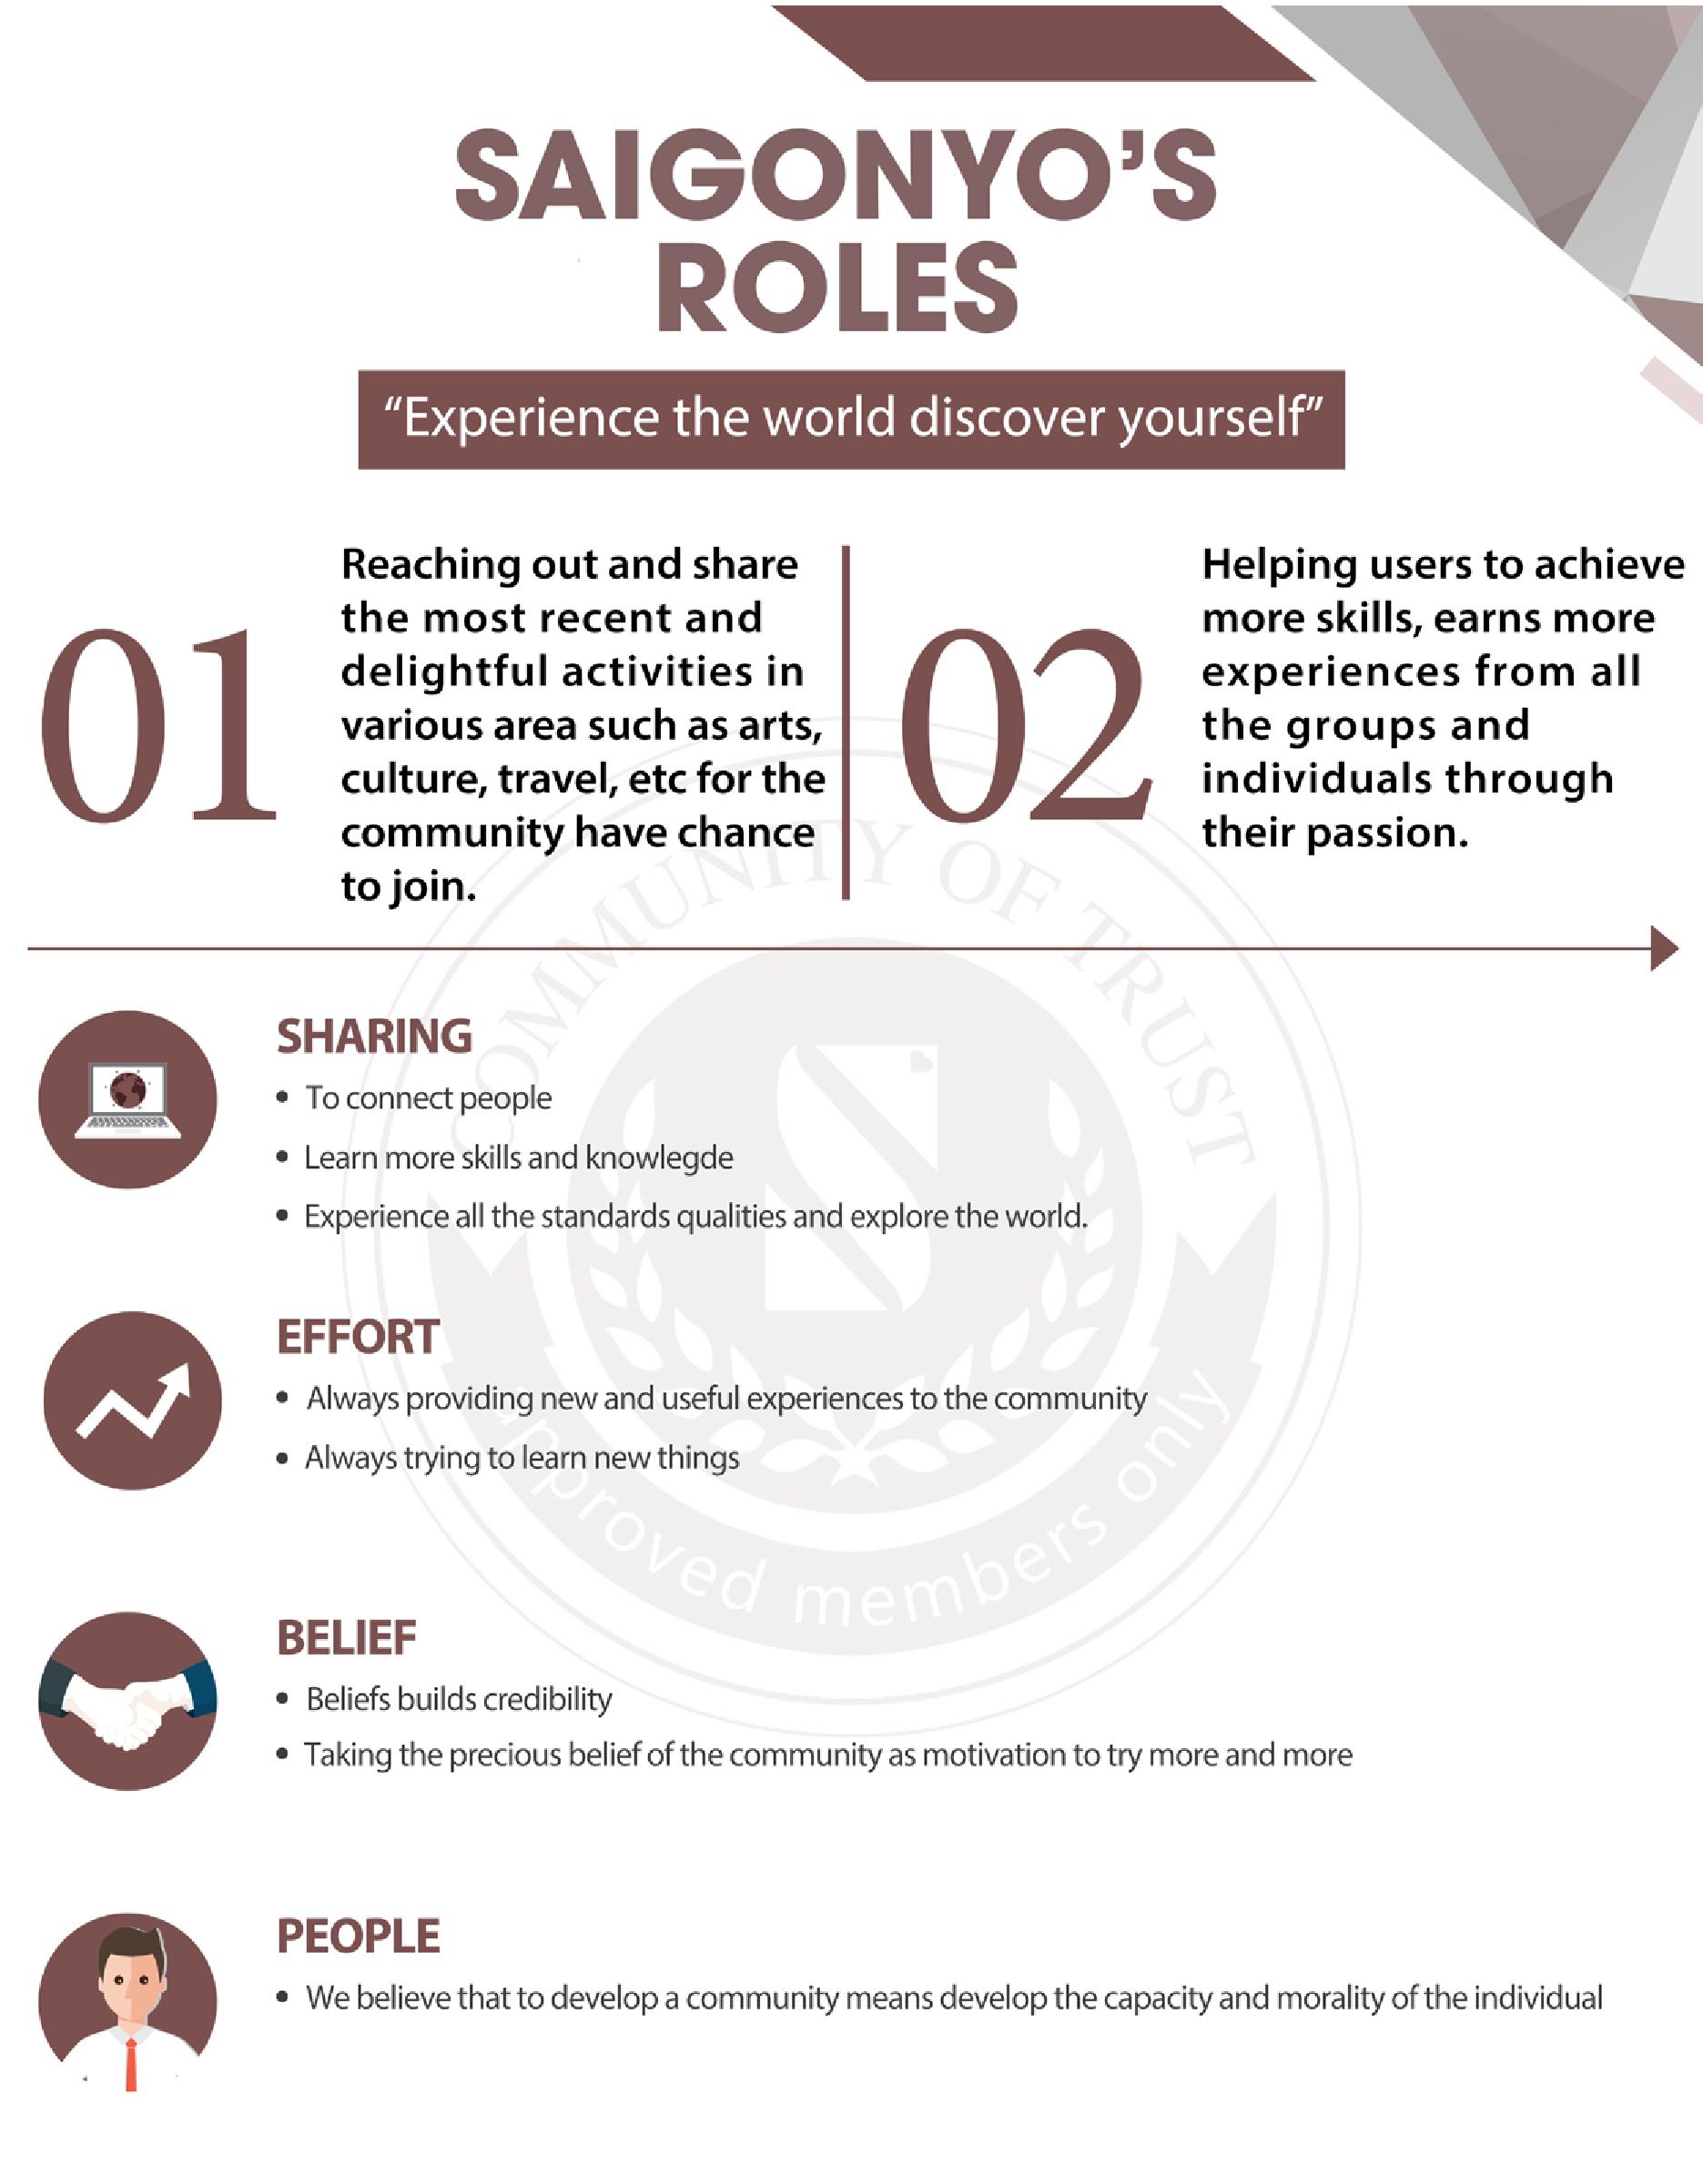 SAIGONYO’S
ROLES
“Experience the world discover yourself”
01
Reaching out and share
the most recent and
delightful activities in
various area such as arts,
culture, travel, etc for the
community have chance
to join.
02
Helping users to achieve
more skills, earns more
experiences from all
the groups and
individuals through
their passion.
COMMUNITY OF TRUST
SHARING
• To connect people
• Learn more skills and knowlegde
• Experience all the standards qualities and explore the world.
EFFORT
• Always providing new and useful experiences to the community
• Always trying to learn new things
members only
BELIEF
• Beliefs builds credibility
• Taking the precious belief of the community as motivation to try more and more
PEOPLE
• We believe that to develop a community means develop the capacity and morality of the individual